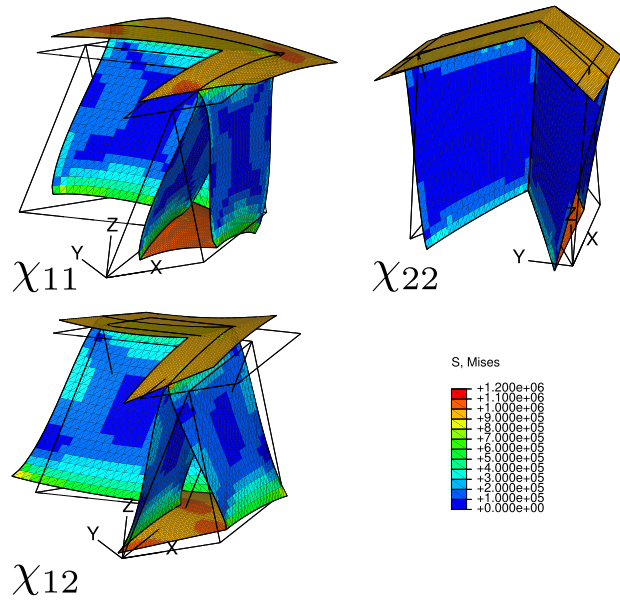 Z
Y
X
χ11
Z
Y
X
χ22
Z
Y
X
χ12
S, Mises
+1.200e+06
+1.100e+06
+1.000e+06
+9.000e+05
+8.000e+05
+7.000e+05
+6.000e+05
+5.000e+05
+4.000e+05
+3.000e+05
+2.000e+05
+1.000e+05
+0.000e+00